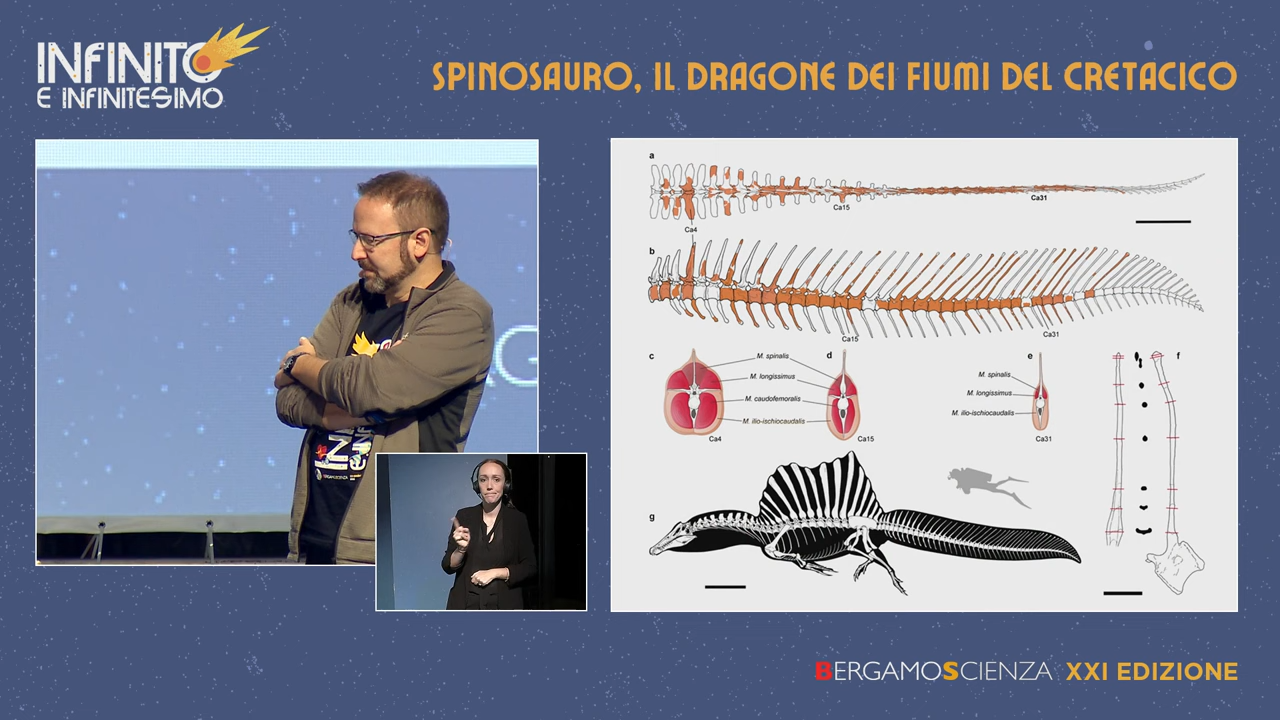 INFINITO
E INFINITESIMO
SPINOSAURO, IL DRAGONE DEI FIUMI DEL CRETACICO
a
Ca4
Ca15
Ca31
b
Ca15
Ca31
c
d
e
f
M. spinalis
M. longissimus
M. caudofemoralis
M. ilio-ischiocaudalis
Ca4
Ca15
M. spinalis
M. longissimus
M. ilio-ischiocaudalis
Ca31
g
BERGAMOSCIENZA XXI EDIZIONE